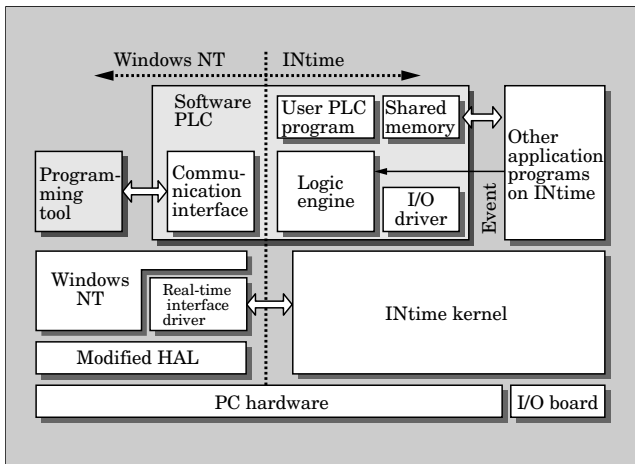 Windows NT
INtime
Software
PLC
User PLC
program
Shared
memory
Other
application
programs
on INtime
Program-
ming
tool
Commu-
nication
interface
Logic
engine
I/O
driver
Event
Windows
NT
Real-time
interface
driver
INtime kernel
Modified HAL
PC hardware
I/O board